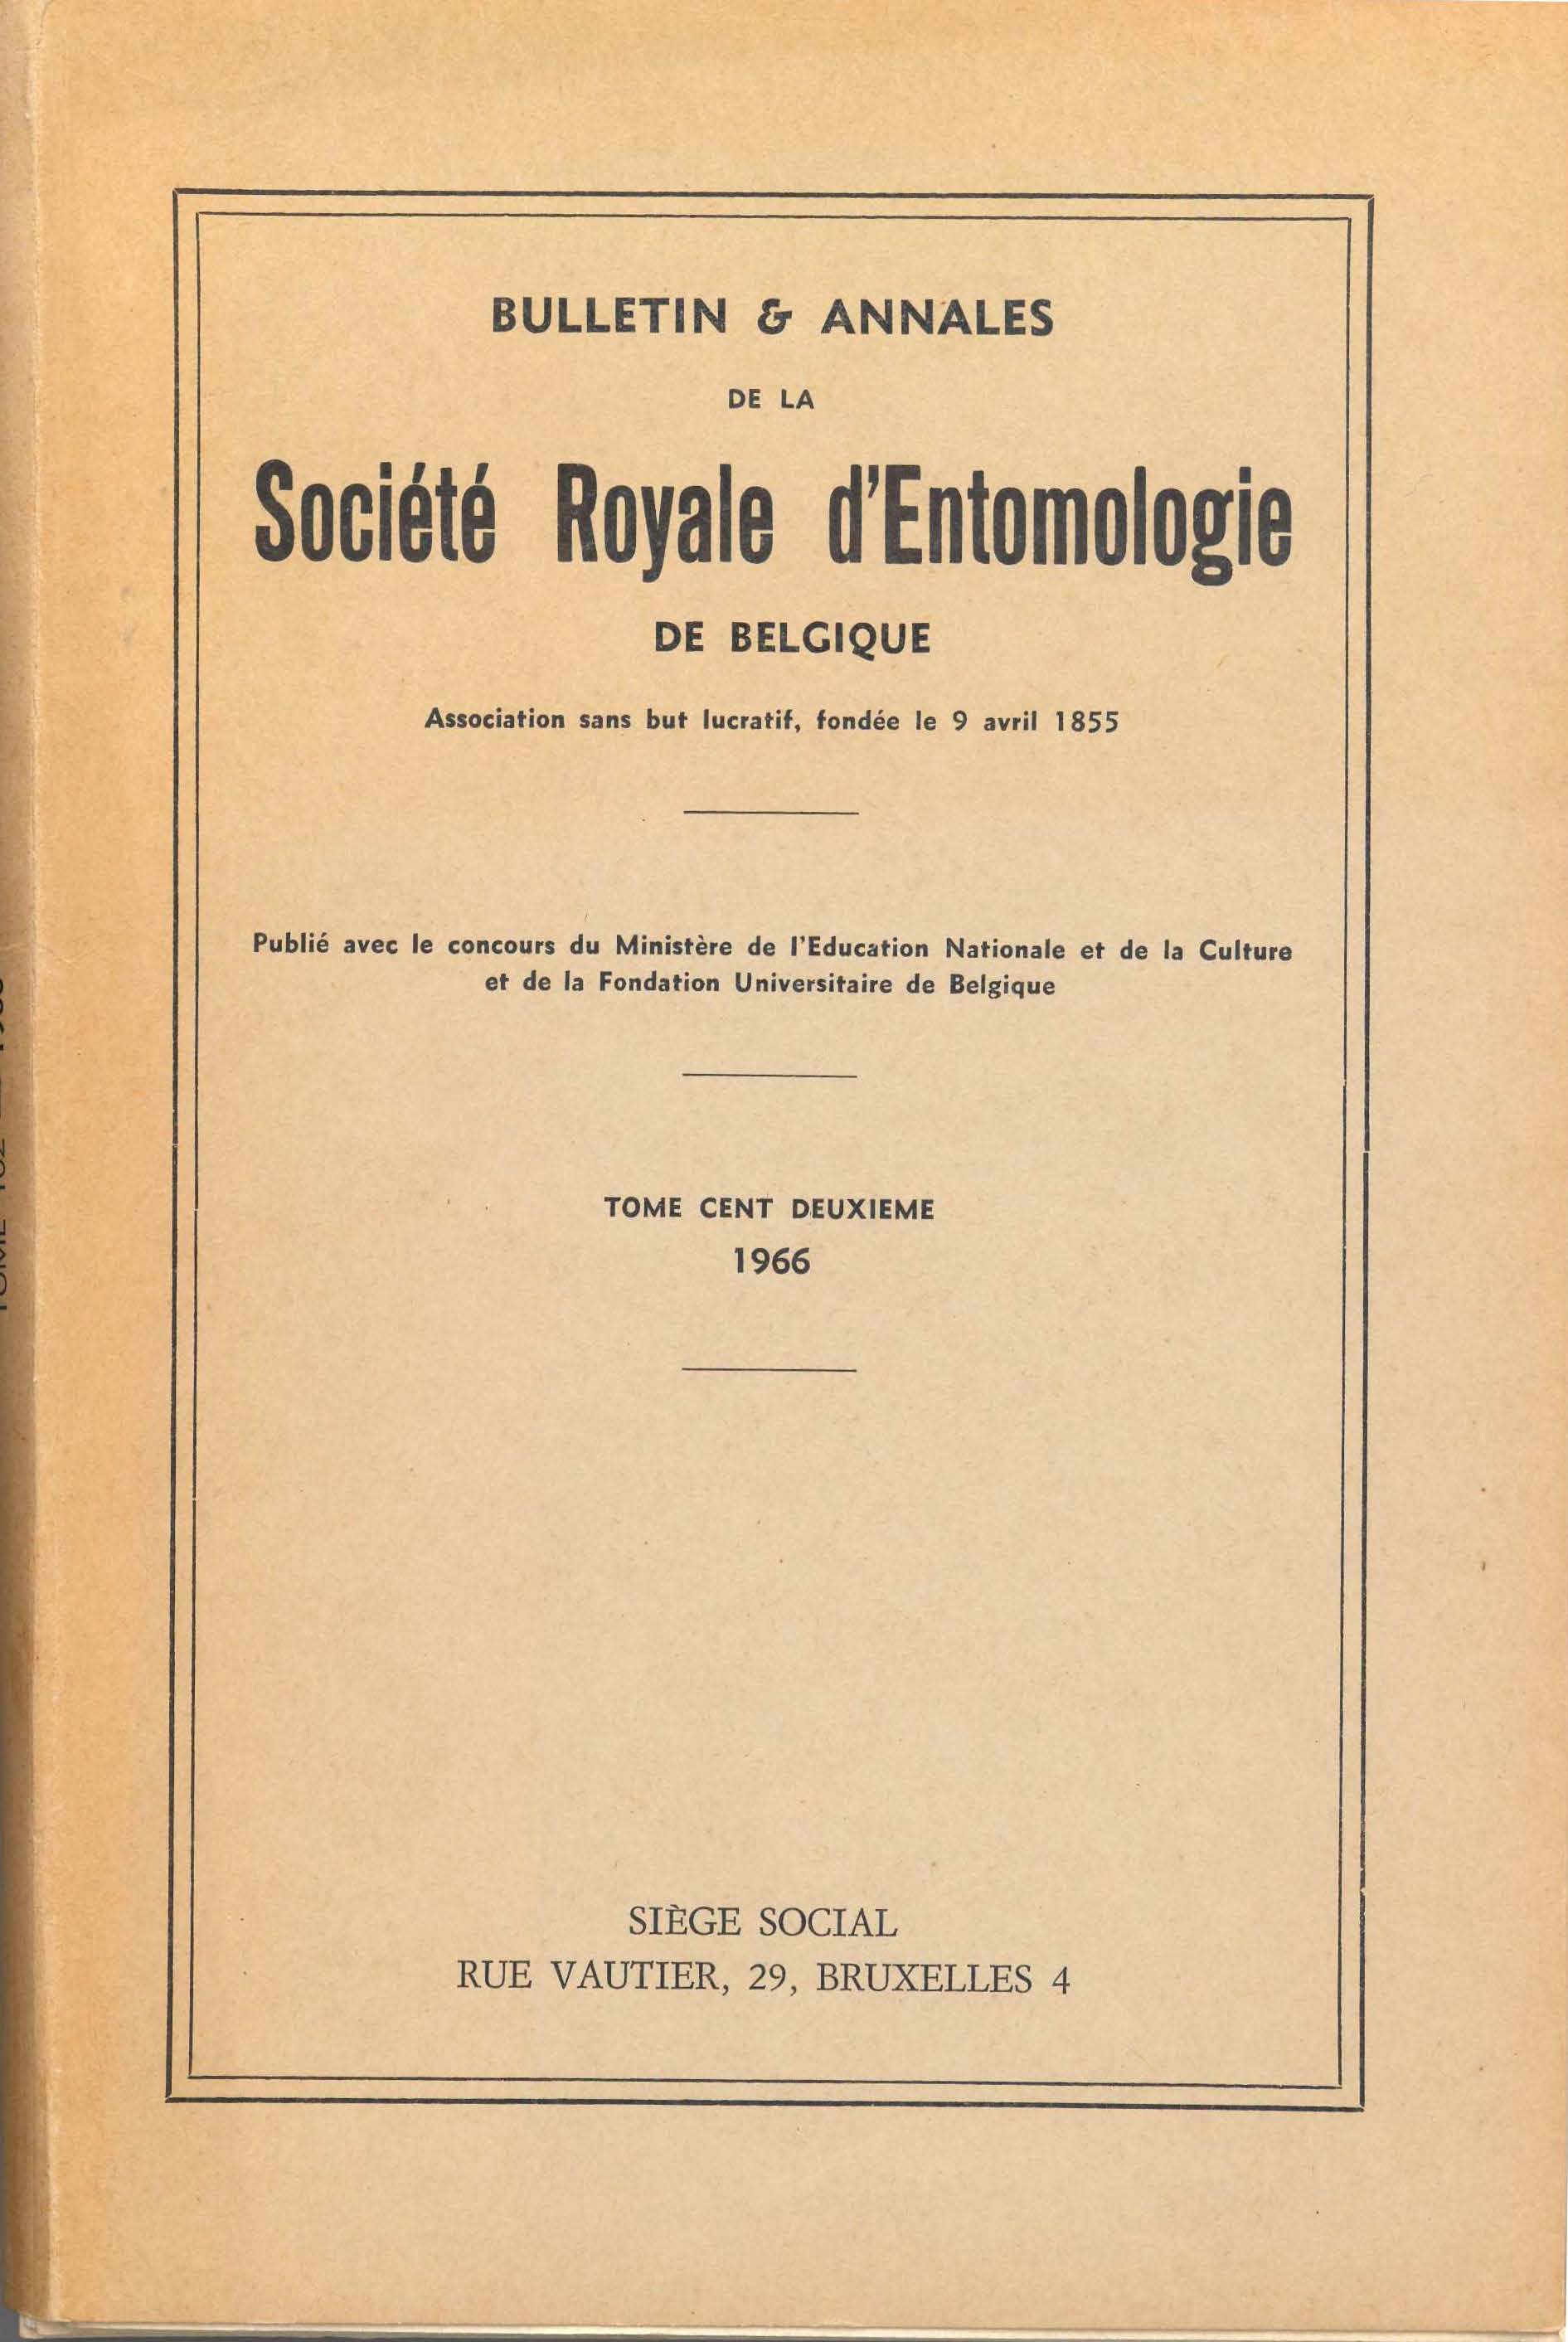 BULLETIN & ANNALES
DE LA
Société Royale d'Entomologie
DE BELGIQUE
Association sans but lucratif, fondée le 9 avril 1855
Publié avec le concours du Ministère de l'Education Nationale et de la Culture
et de la Fondation Universitaire de Belgique
TOME CENT DEUXIEME
1966
SIÈGE SOCIAL
RUE VAUTIER, 29, BRUXELLES 4